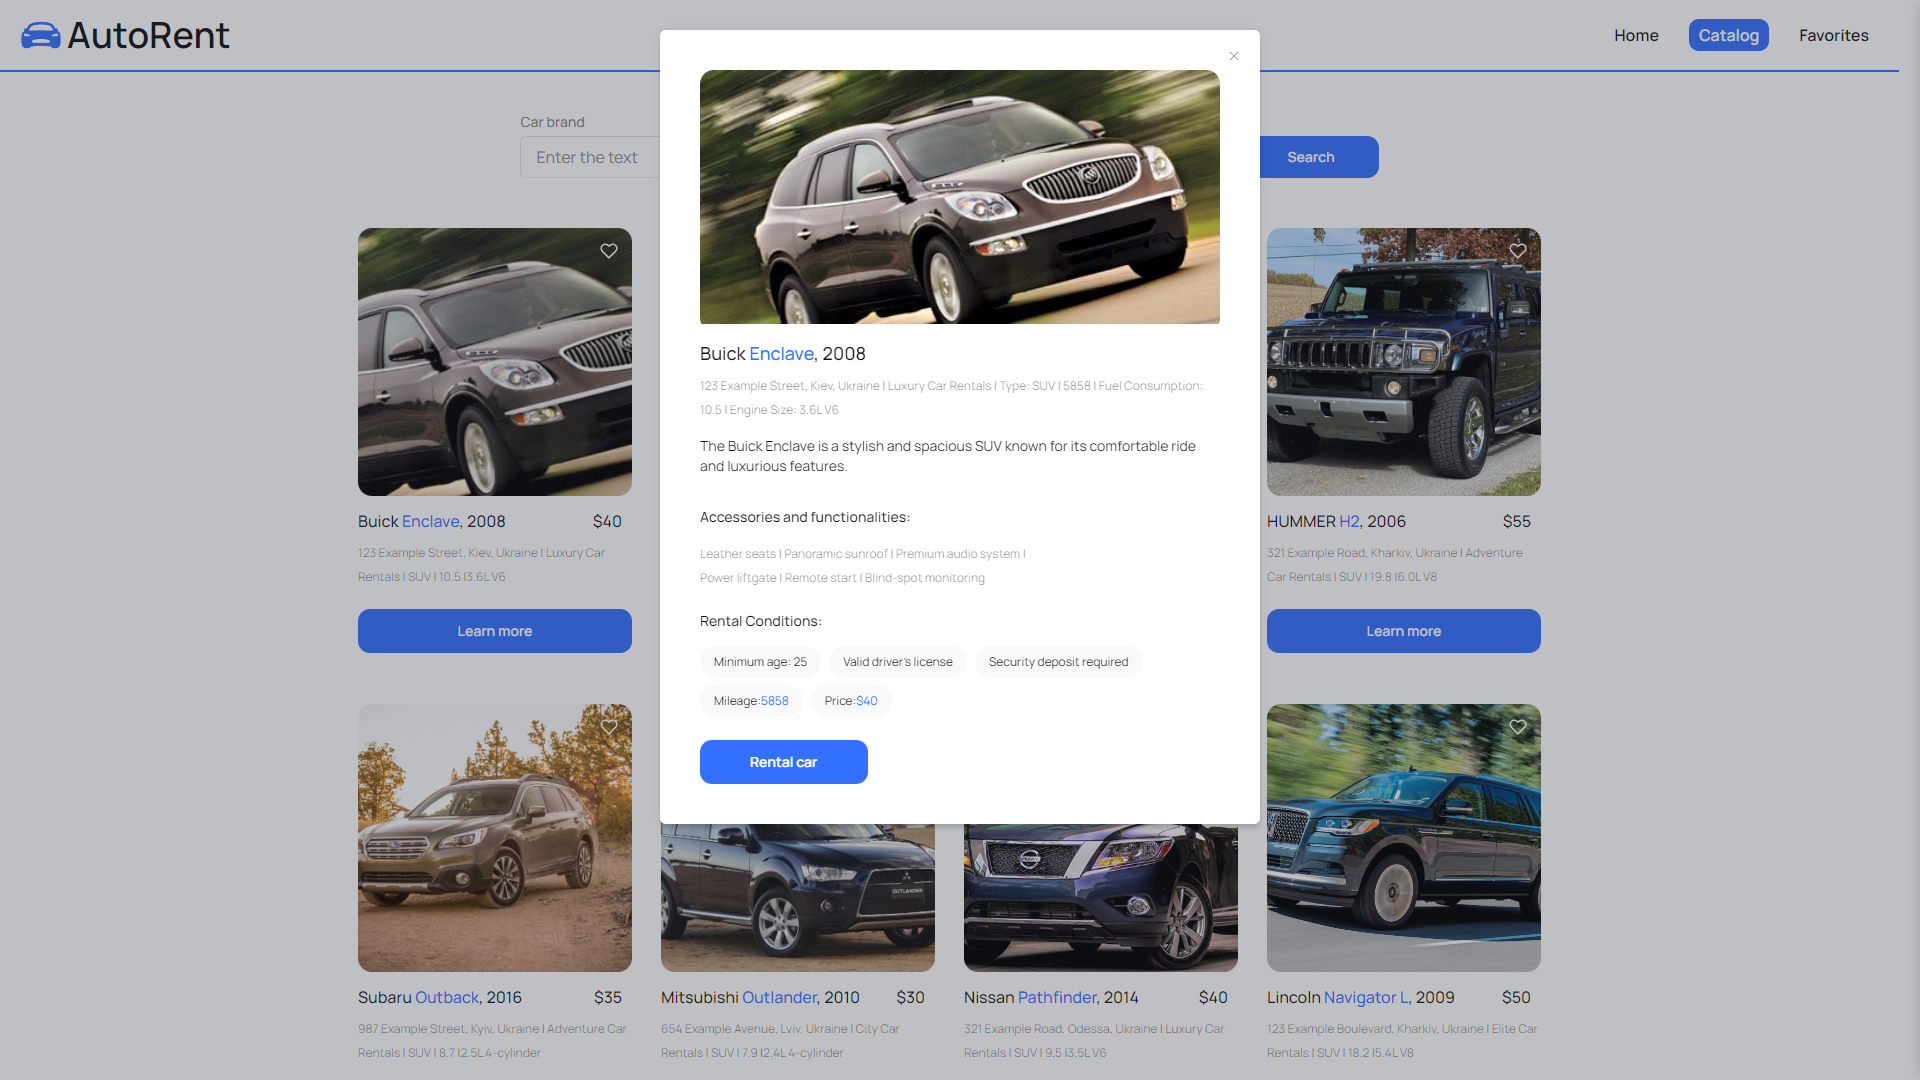 AutoRent
Home
Catalog
Favorites
Car brand
Enter the text
Search
Buick Enclave, 2008
123 Example Street, Kiev, Ukraine | Luxury Car Rentals | Type: SUV | 5858 | Fuel Consumption:
10.5 | Engine Size: 3.6L V6
The Buick Enclave is a stylish and spacious SUV known for its comfortable ride
and luxurious features.
Accessories and functionalities:
Leather seats | Panoramic sunroof | Premium audio system |
Power liftgate | Remote start | Blind-spot monitoring
Rental Conditions:
Minimum age: 25
Valid driver's license
Security deposit required
Mileage:5858
Price:$40
Rental car
Buick Enclave, 2008
$40
123 Example Street, Kiev, Ukraine | Luxury Car
Rentals | SUV | 10.5 |3.6L V6
Learn more
HUMMER H2, 2006
$55
321 Example Road, Kharkiv, Ukraine | Adventure
Car Rentals | SUV | 19.8 |6.0L V8
Learn more
OUTLANDER
Subaru Outback, 2016
$35
987 Example Street, Kyiv, Ukraine | Adventure Car
Rentals | SUV | 8.7 |2.5L 4-cylinder
Mitsubishi Outlander, 2010
$30
654 Example Avenue, Lviv, Ukraine | City Car
Rentals | SUV | 7.9 |2.4L 4-cylinder
Nissan Pathfinder, 2014
$40
321 Example Road, Odessa, Ukraine | Luxury Car
Rentals | SUV | 9.5 |3.5L V6
Lincoln Navigator L, 2009
$50
123 Example Boulevard, Kharkiv, Ukraine | Elite Car
Rentals | SUV | 18.2 |5.4L V8